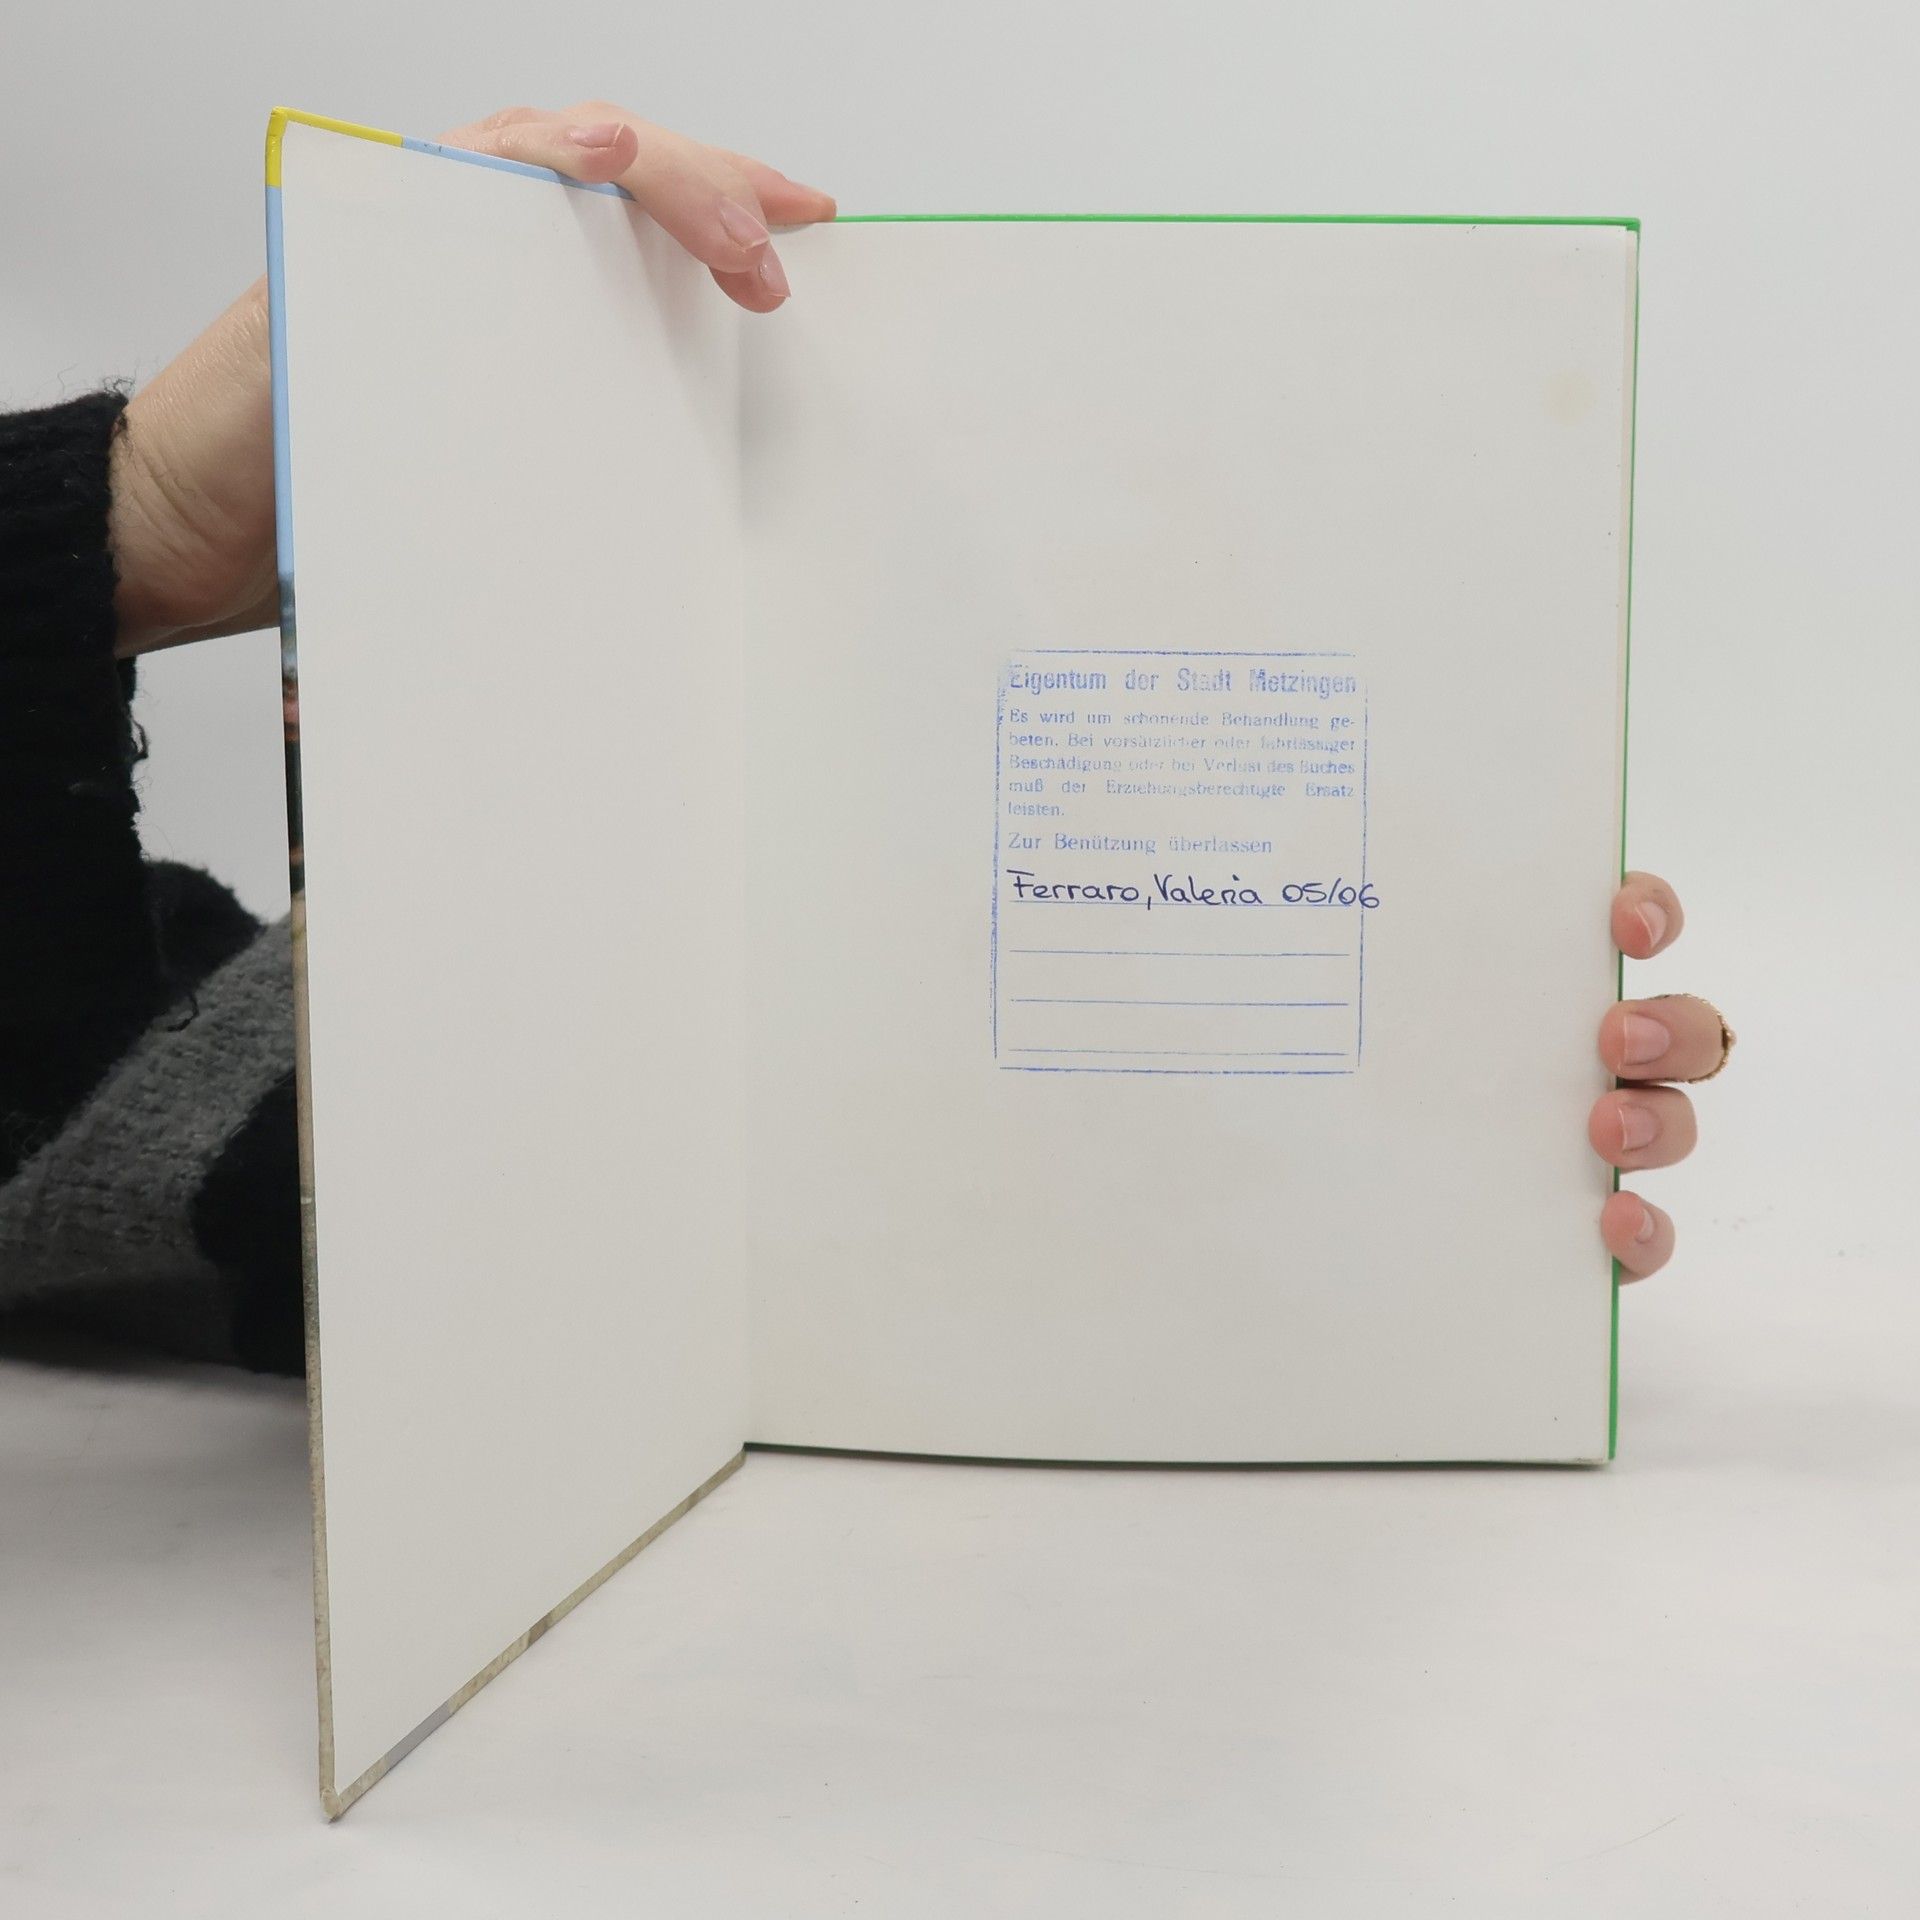 Eigentum der Stadt Metzingen
Es wird um schonende Behandlung ge-
beten. Bei vorsätzlicher oder fahrlässiger
Beschädigung oder bei Verlust des Buches
muß der Erziehungsberechtigte Ersatz
leisten.
Zur Benützung überlassen
Ferraro, Valeria 05/06